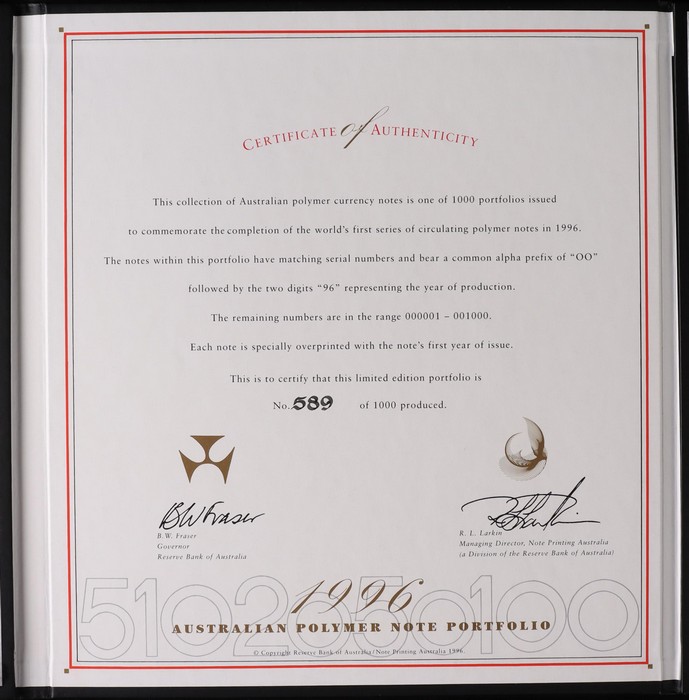 CERTIFICATE of AUTHENTICITY
This collection of Australian polymer currency notes is one of 1000 portfolios issued
to commemorate the completion of the world's first series of circulating polymer notes in 1996.
The notes within this portfolio have matching serial numbers and bear a common alpha prefix of "OO"
followed by the two digits "96" representing the year of production.
The remaining numbers are in the range 000001 – 001000.
Each note is specially overprinted with the note's first year of issue.
This is to certify that this limited edition portfolio is
No. 589 of 1000 produced.
BW Fraser
B.W. Fraser
Governor
Reserve Bank of Australia
R. L. Larkin
Managing Director, Note Printing Australia
(a Division of the Reserve Bank of Australia)
5102050100
1996
AUSTRALIAN POLYMER NOTE PORTFOLIO
© Copyright Reserve Bank of Australia/Note Printing Australia 1996.